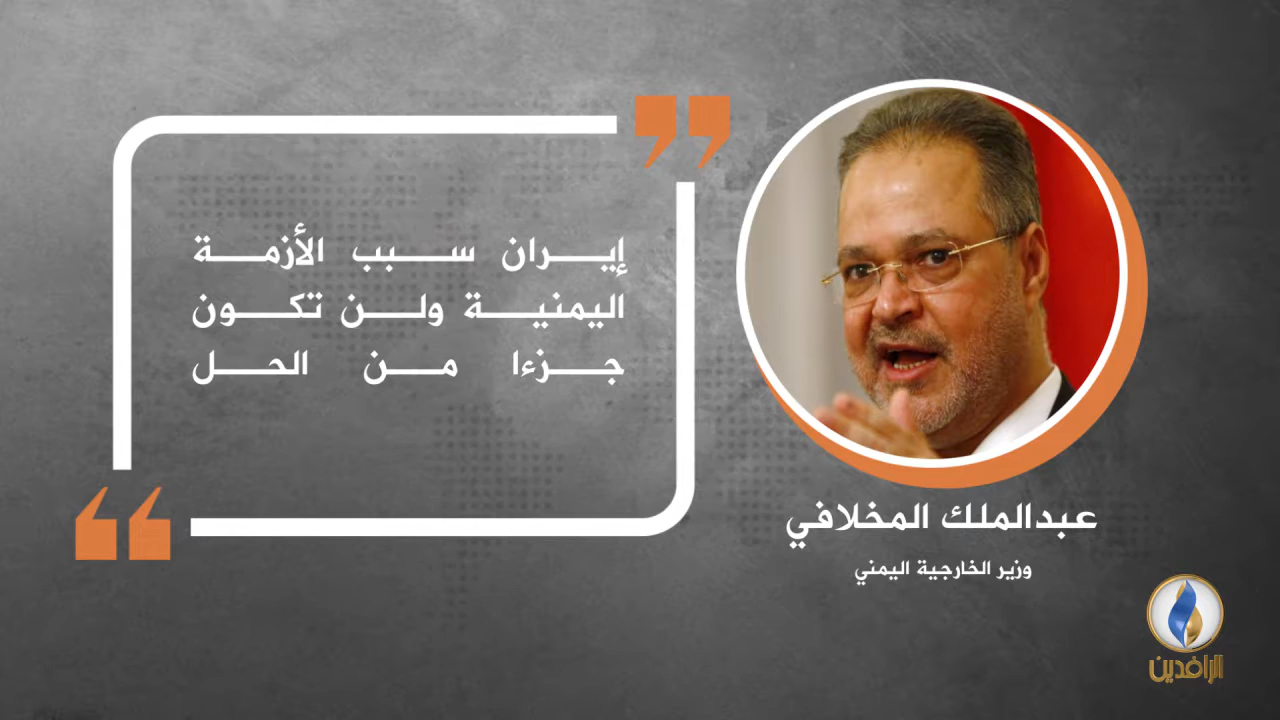 إيران سبب الأزمة
اليمنية ولن تكون
جزءا من الحل
عبدالملك المخلافي
وزير الخارجية اليمني
الرافدين